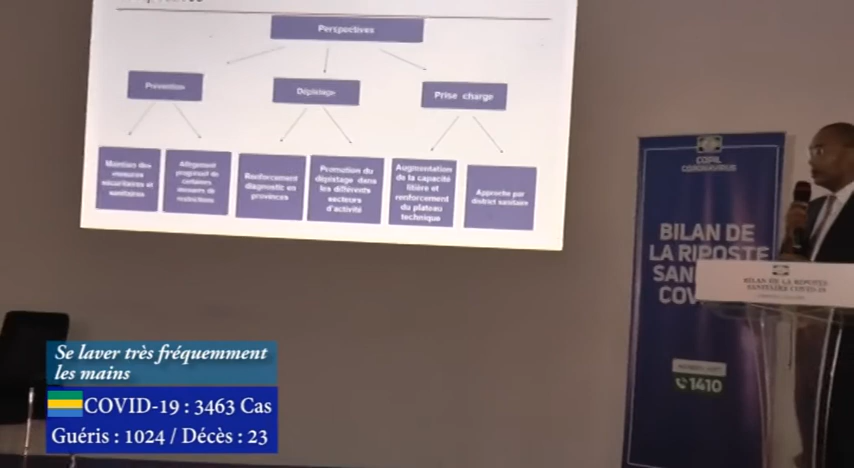 Perspectives
Prévention
Dépistage
Prise charge
Maintien des
mesures
sécuritaires et
sanitaires
Allègement
progressif de
certaines
mesures de
restrictions
Renforcement
diagnostic en
provinces
Promotion du
dépistage dans
les différents
secteurs
d'activité
Augmentation
de la capacité
litière et
renforcement
du plateau
technique
Approche par
district sanitaire
COPIL
CORONAVIRUS
BILAN DE
LA RIPOSTE
SAN
COV
BILAN DE LA RIPOSTE
SANITAIRE COVID-19
1410
Se laver très fréquemment
les mains
COVID-19 : 3463 Cas
Guéris : 1024 / Décès : 23